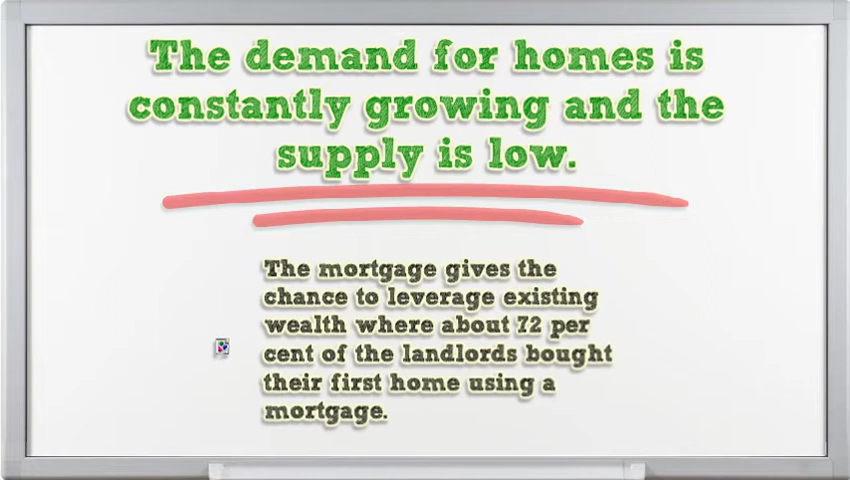 The demand for homes is
constantly growing and the
supply is low.
The mortgage gives the
chance to leverage existing
wealth where about 72 per
cent of the landlords bought
their first home using a
mortgage.